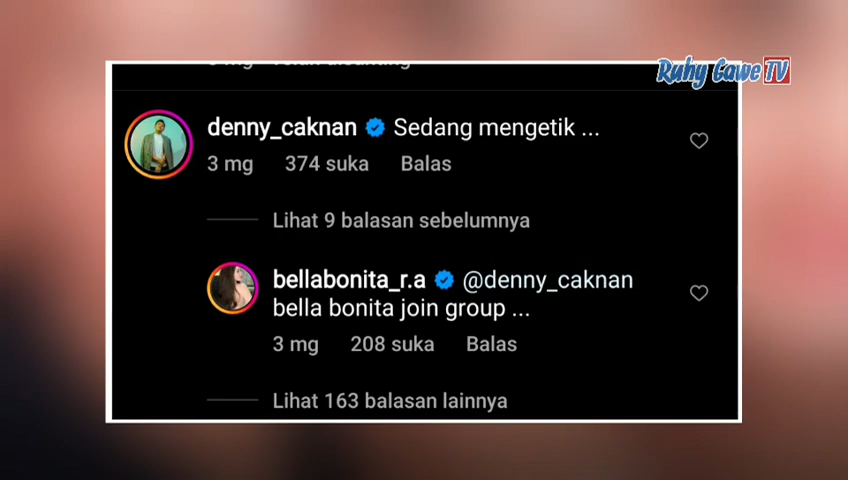 Ruhy Gawe TV
denny_caknan Sedang mengetik ...
3 mg 374 suka Balas
Lihat 9 balasan sebelumnya
bellabonita_r.a @denny_caknan
bella bonita join group ...
3 mg 208 suka Balas
Lihat 163 balasan lainnya